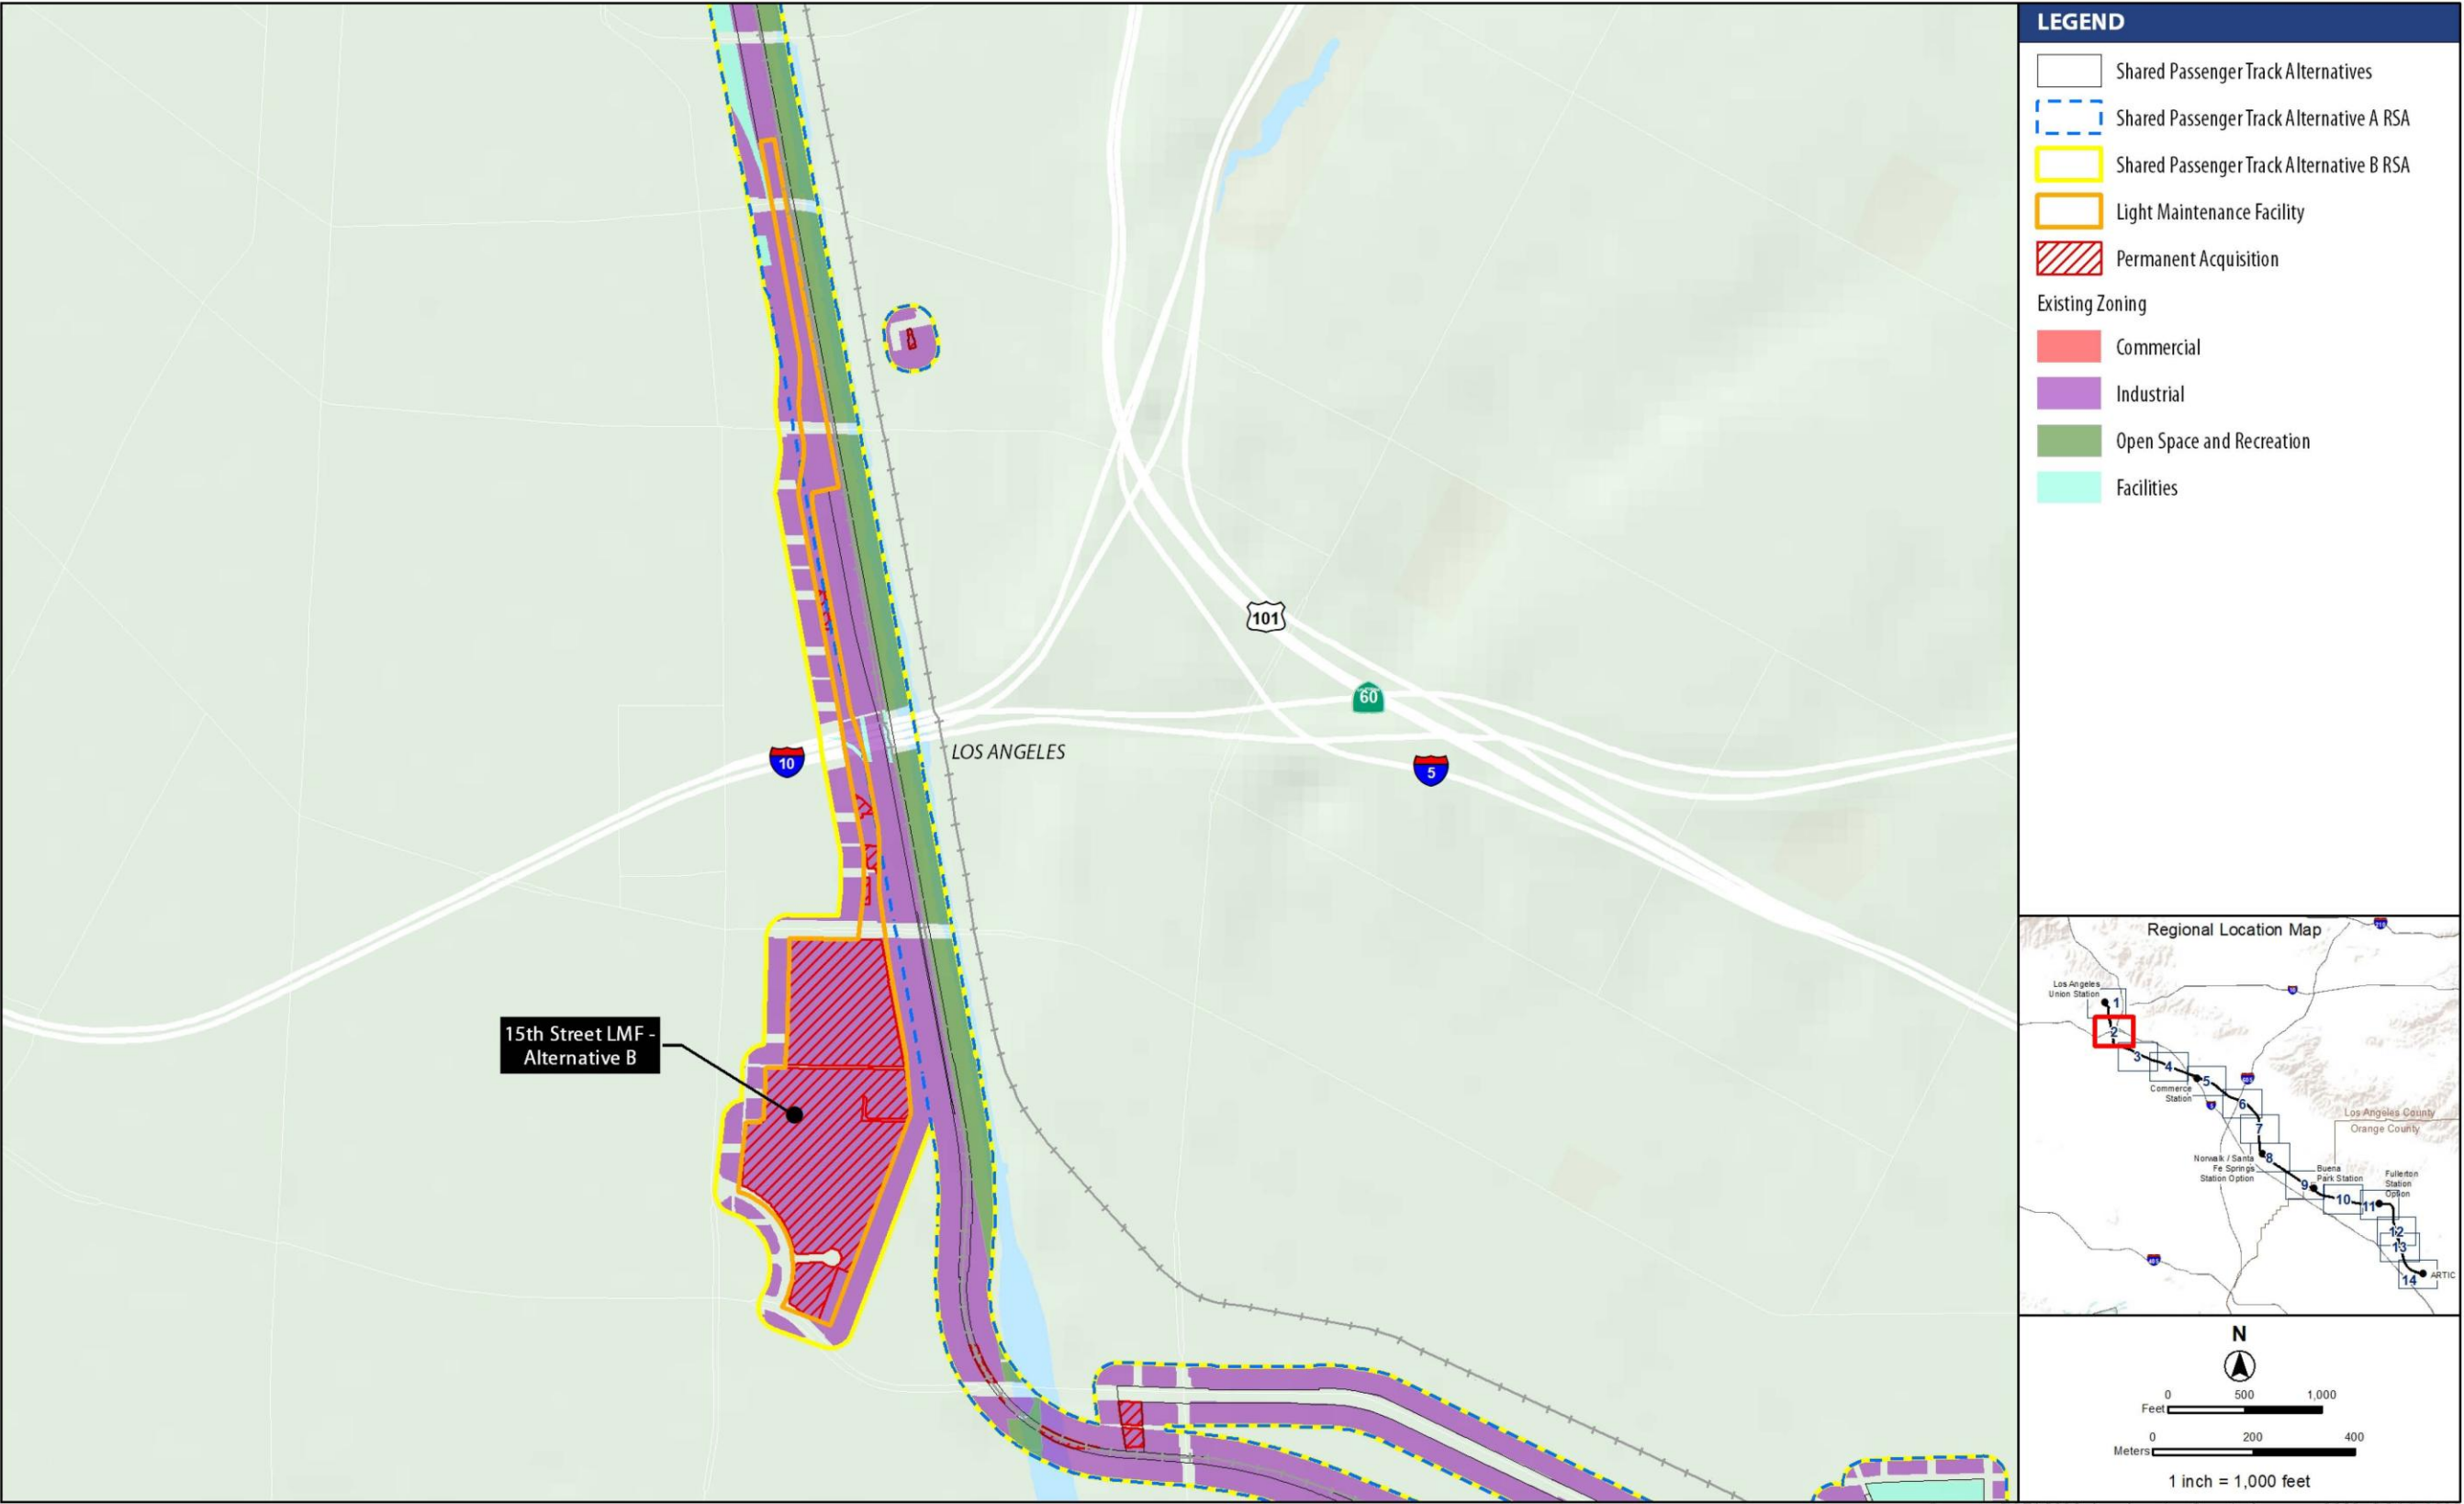 101
60
10
LOS ANGELES
5
15th Street LMF -
Alternative B
LEGEND
Shared Passenger Track Alternatives
Shared Passenger Track Alternative A RSA
Shared Passenger Track Alternative B RSA
Light Maintenance Facility
Permanent Acquisition
Existing Zoning
Commercial
Industrial
Open Space and Recreation
Facilities
Regional Location Map
Los Angeles
Union Station
1
2
3
4
5
Commerce
Station
6
Los Angeles County
Orange County
7
8
Norwalk / Santa
Fe Springs
Station Option
Buena
Park Station
Fullerton
Station
Option
9
10
11
12
13
14
ARTIC
N
0 500 1,000
Feet
0 200 400
Meters
1 inch = 1,000 feet